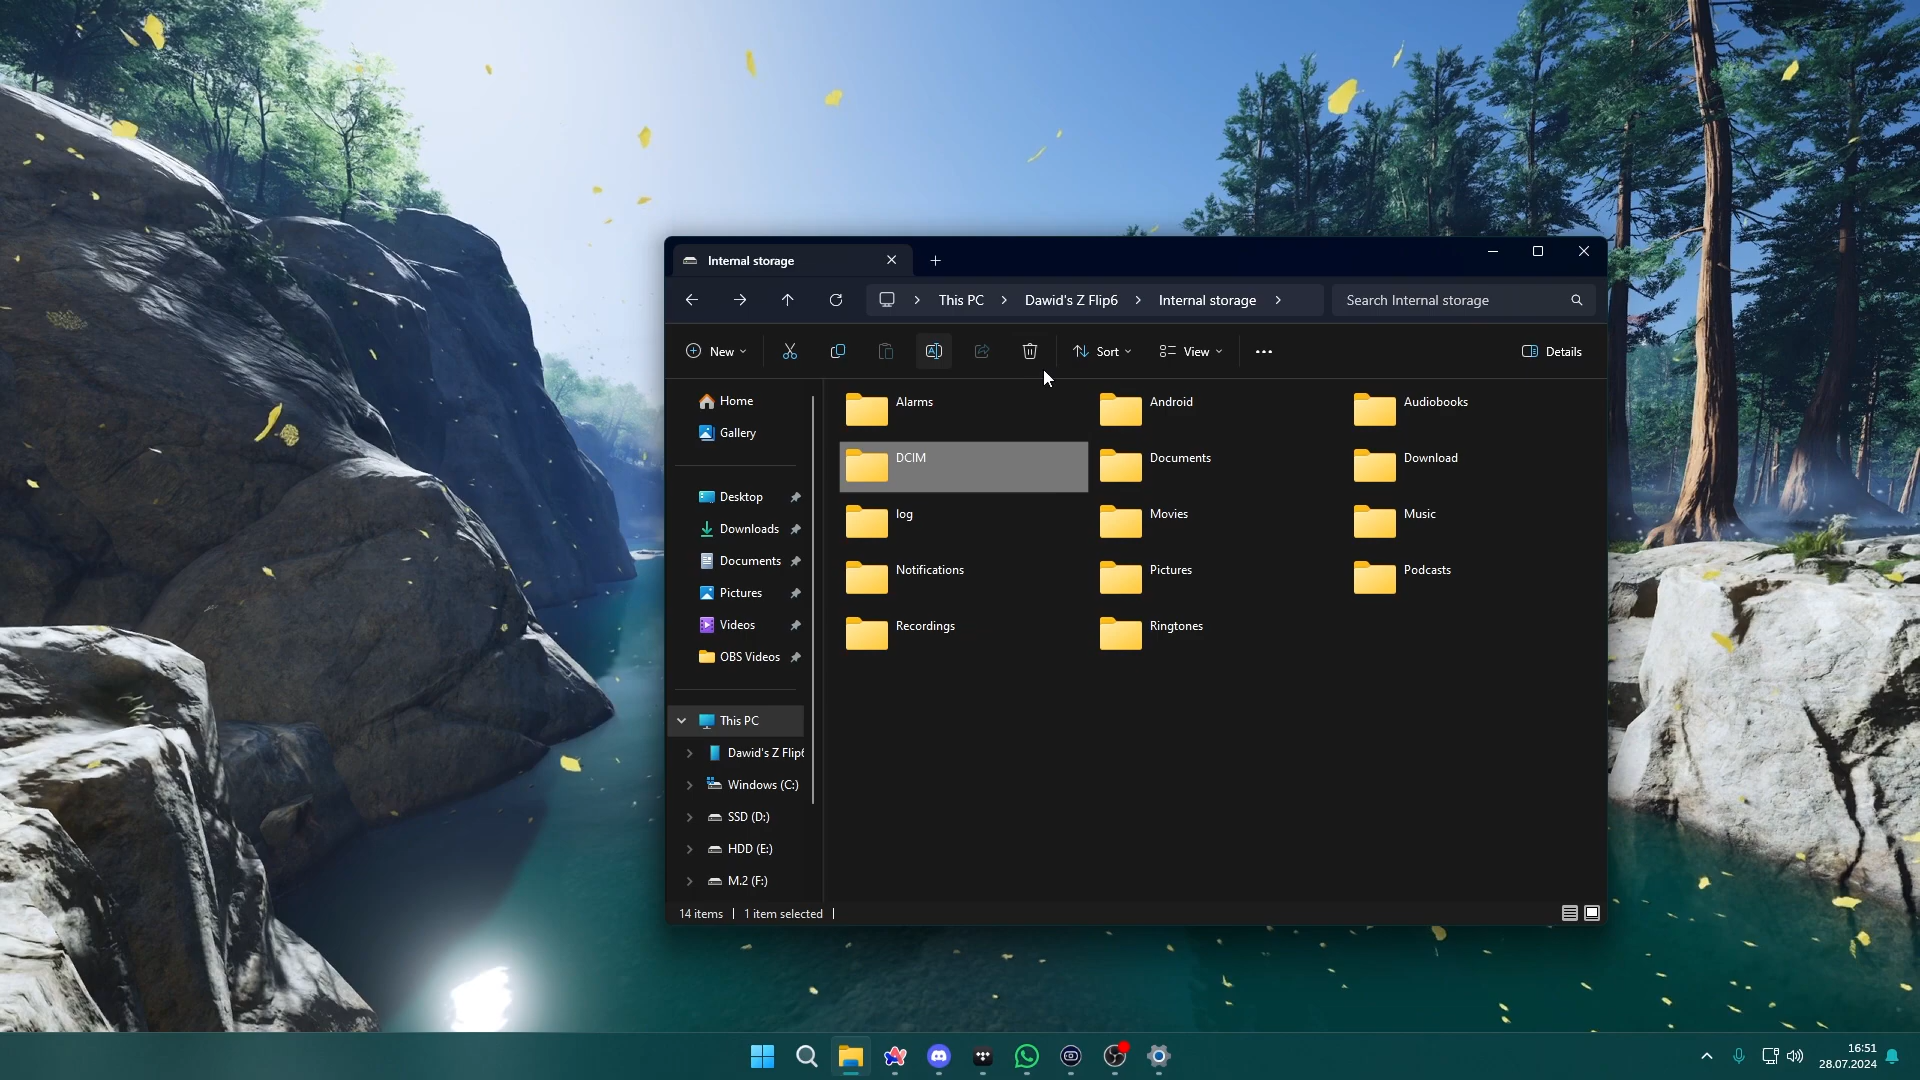 Internal storage
This PC
Dawid's Z Flip6
Internal storage
Search Internal storage
New
Sort
View
Details
Home
Gallery
Desktop
Downloads
Documents
Pictures
Videos
OBS Videos
This PC
Dawid's Z Flip6
Windows (C:)
SSD (D:)
HDD (E:)
M.2 (F:)
Alarms
Android
Audiobooks
DCIM
Documents
Download
log
Movies
Music
Notifications
Pictures
Podcasts
Recordings
Ringtones
14 items
1 item selected
16:51
28.07.2024